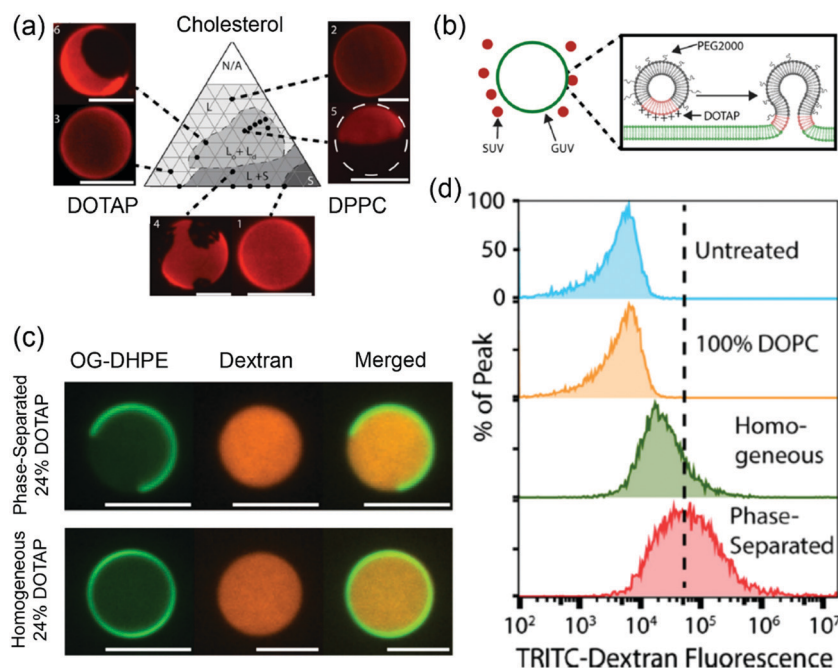 (a)
6
Cholesterol
2
N/A
L
3
5
Lo + Ld
L+S
S
DOTAP
DPPC
4
1
(b)
PEG2000
DOTAP
SUV
GUV
(c)
OG-DHPE Dextran Merged
Phase-Separated
24% DOTAP
Homogeneous
24% DOTAP
(d)
100
50
0
Untreated
100% DOPC
Homo-
geneous
Phase-
Separated
% of Peak
10² 10³ 10⁴ 10⁵ 10⁶ 10⁷
TRITC-Dextran Fluorescence